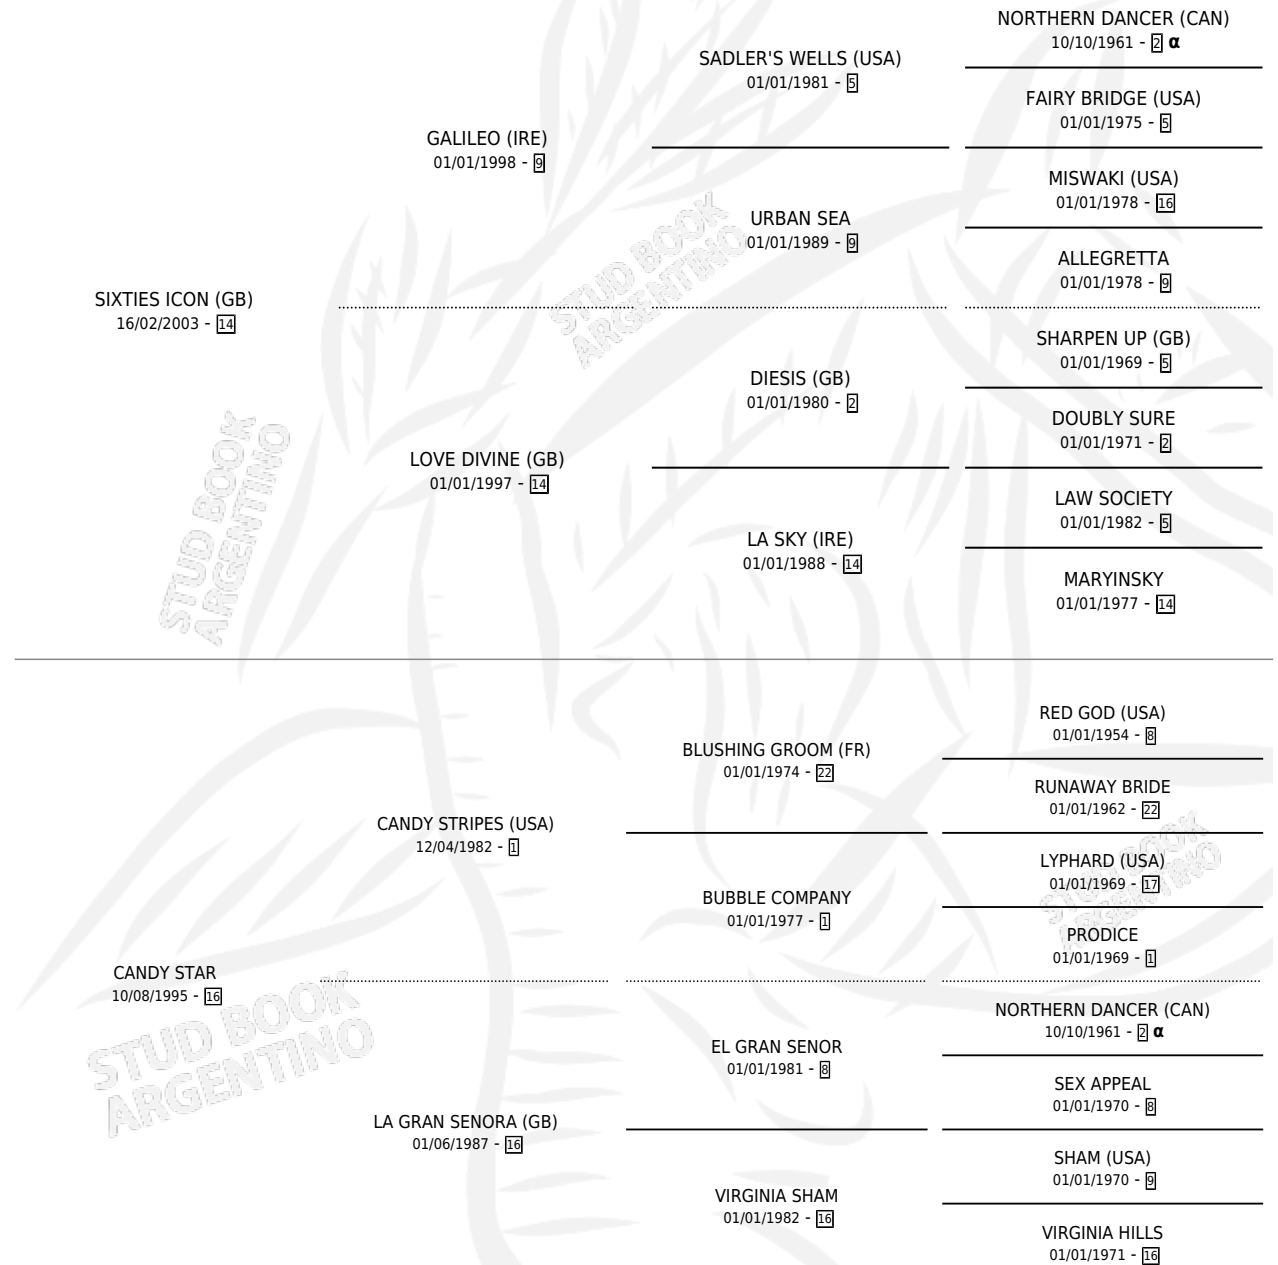 NORTHERN DANCER (CAN)
10/10/1961 - 2 α
SADLER'S WELLS (USA)
01/01/1981 - 5
FAIRY BRIDGE (USA)
01/01/1975 - 5
GALILEO (IRE)
01/01/1998 - 9
MISWAKI (USA)
01/01/1978 - 16
URBAN SEA
01/01/1989 - 9
ALLEGRETTA
01/01/1978 - 9
STUD BOOK
ARGENTINO
SIXTIES ICON (GB)
16/02/2003 - 14
SHARPEN UP (GB)
01/01/1969 - 5
DIESIS (GB)
01/01/1980 - 2
DOUBLY SURE
01/01/1971 - 2
LOVE DIVINE (GB)
01/01/1997 - 14
LAW SOCIETY
01/01/1982 - 5
LA SKY (IRE)
01/01/1988 - 14
MARYINSKY
01/01/1977 - 14
STUD BOOK
ARGENTINO
RED GOD (USA)
01/01/1954 - 8
BLUSHING GROOM (FR)
01/01/1974 - 22
RUNAWAY BRIDE
01/01/1962 - 22
CANDY STRIPES (USA)
12/04/1982 - 1
LYPHARD (USA)
01/01/1969 - 17
STUD BOOK
ARGENTINO
BUBBLE COMPANY
01/01/1977 - 1
PRODICE
01/01/1969 - 1
CANDY STAR
10/08/1995 - 16
NORTHERN DANCER (CAN)
10/10/1961 - 2 α
EL GRAN SENOR
01/01/1981 - 8
SEX APPEAL
01/01/1970 - 8
STUD BOOK
ARGENTINO
LA GRAN SENORA (GB)
01/06/1987 - 16
SHAM (USA)
01/01/1970 - 9
VIRGINIA SHAM
01/01/1982 - 16
VIRGINIA HILLS
01/01/1971 - 16